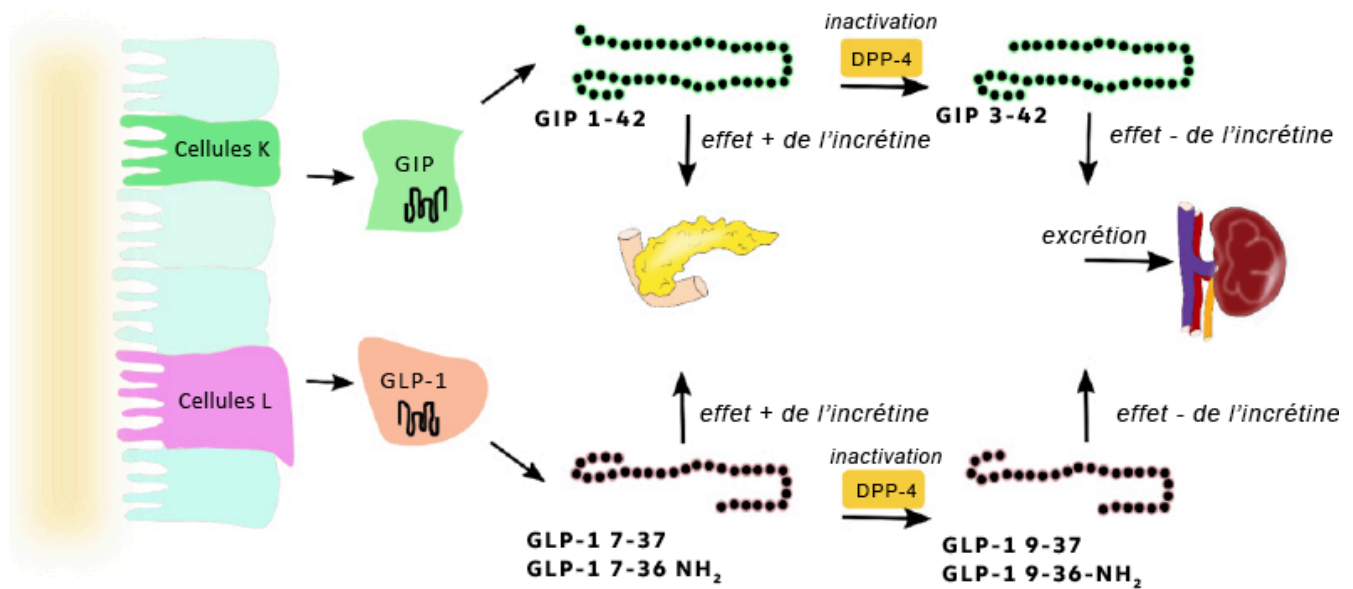 Cellules K
GIP
GIP 1-42
effet + de l'incrétine
inactivation
DPP-4
GIP 3-42
effet - de l'incrétine
excrétion
Cellules L
GLP-1
effet + de l'incrétine
inactivation
DPP-4
effet - de l'incrétine
GLP-1 7-37
GLP-1 7-36 NH₂
GLP-1 9-37
GLP-1 9-36-NH₂